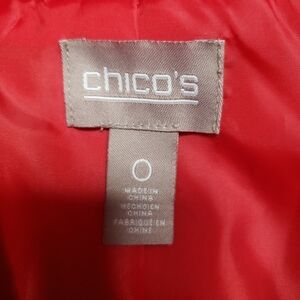 chico's
0
MADE IN
CHINA
HECHO EN
CHINA
FABRIQUÉ EN
CHINE